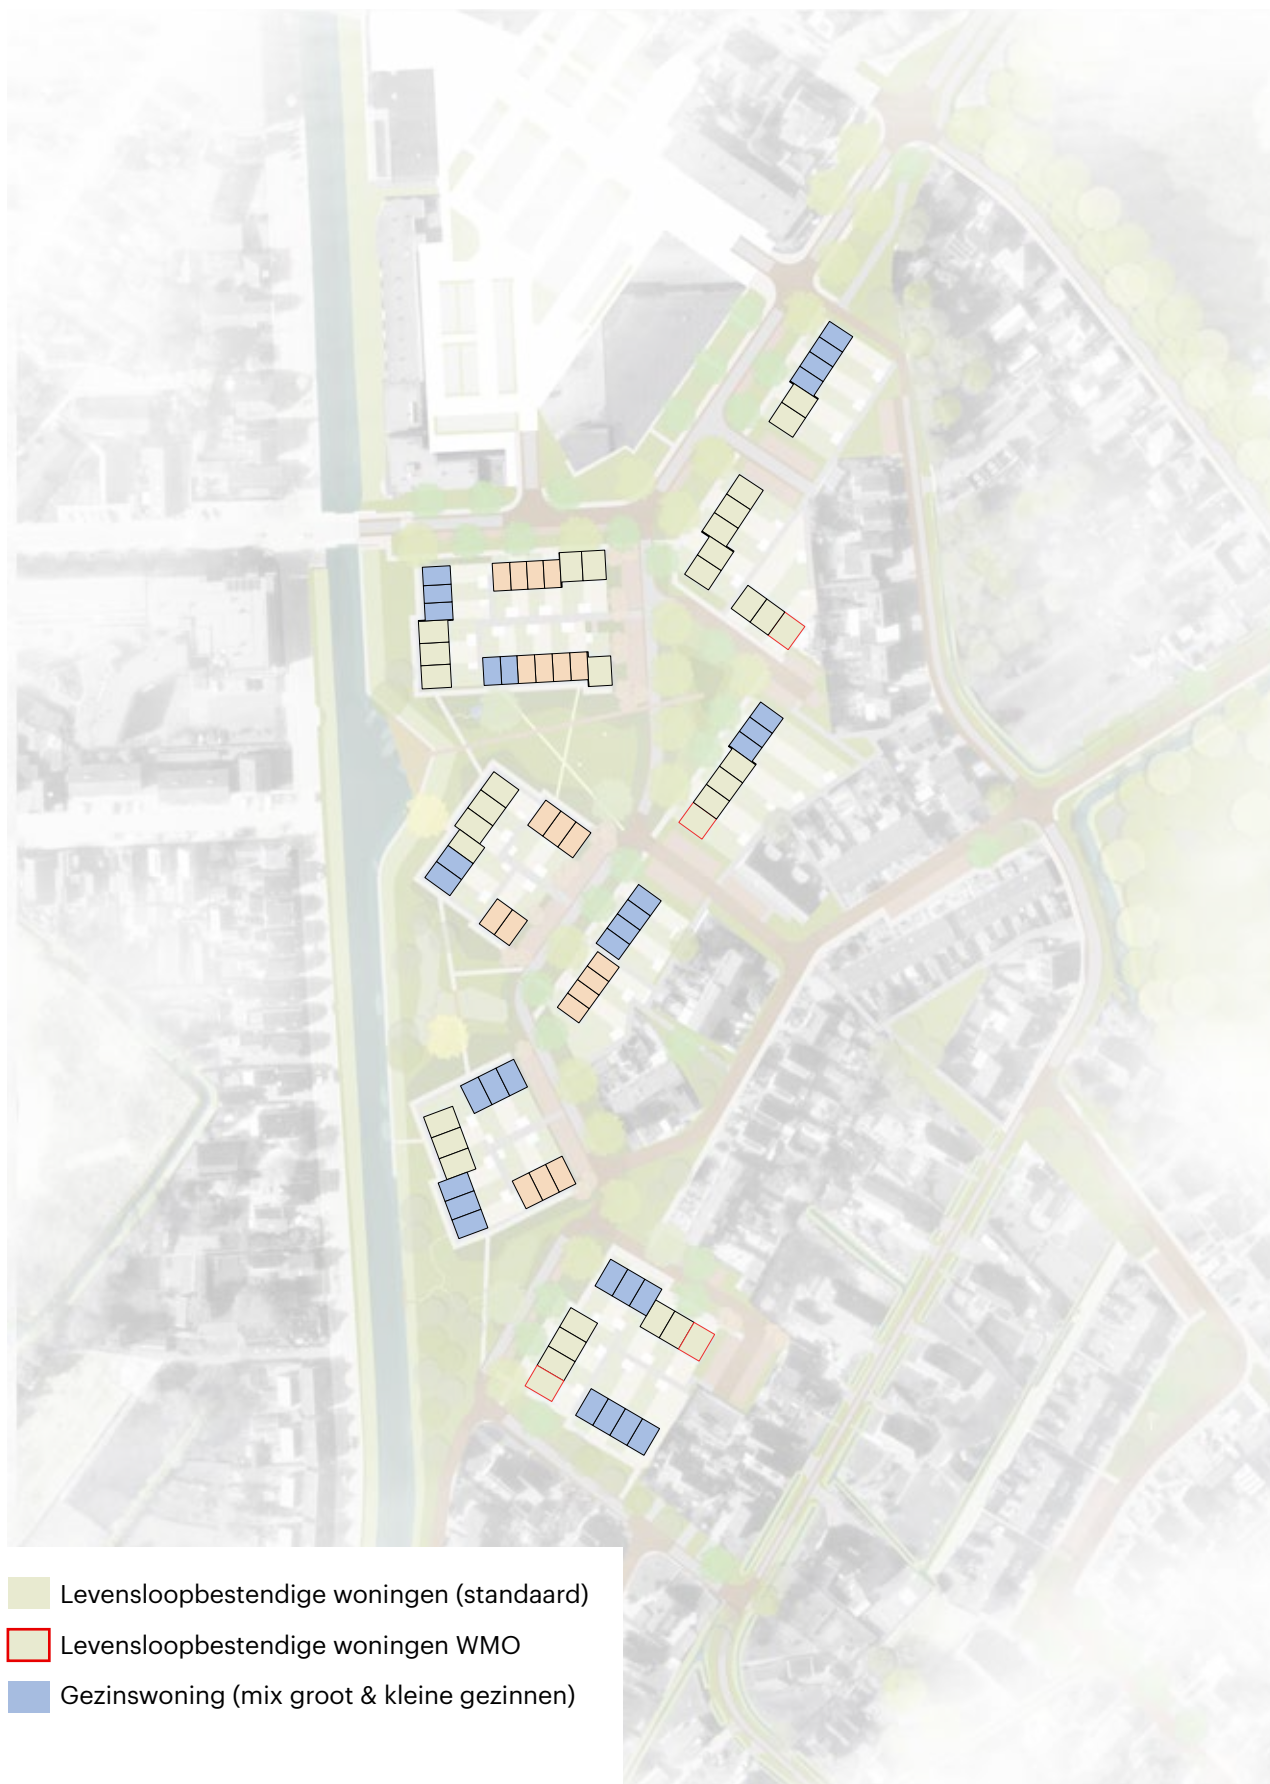 Levensloopbestendige woningen (standaard)
Levensloopbestendige woningen WMO
Gezinswoning (mix groot & kleine gezinnen)